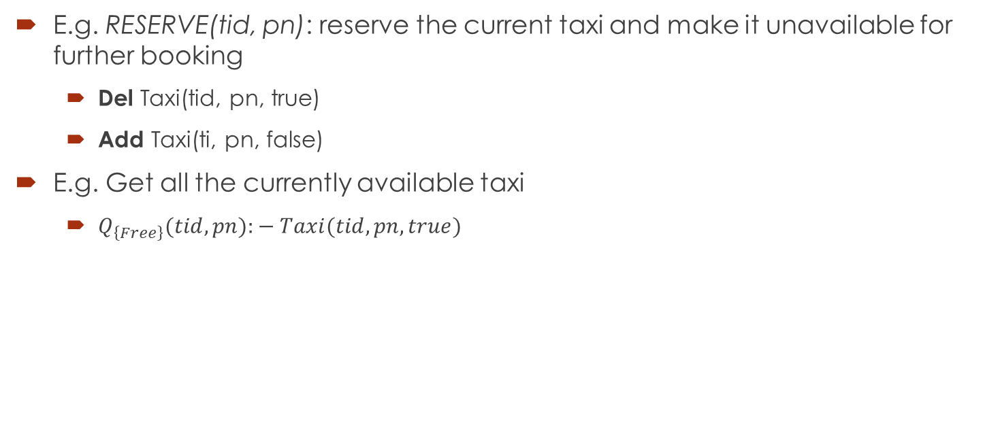 E.g. RESERVE(tid, pn): reserve the current taxi and make it unavailable for
further booking
Del Taxi(tid, pn, true)
Add Taxi(ti, pn, false)
E.g. Get all the currently available taxi
Q_{Free}(tid, pn): − Taxi(tid, pn, true)